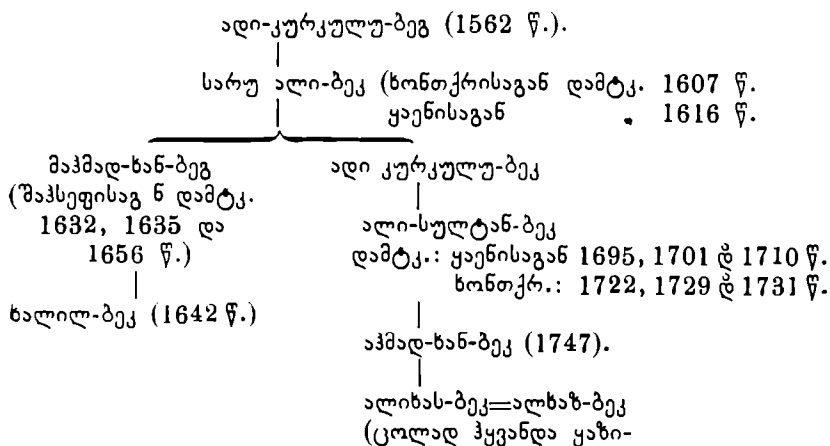 ადი-კურკულუ-ბეგ (1562 წ.).
სარუ ალი-ბეკ (ხონთქრისაგან დამტკ. 1607 წ.
ყაენისაგან „ 1616 წ.
მაჰმად-ხან-ბეგ
(შაჰსეფისაგ ნ დამტკ.
1632, 1635 და
1656 წ.)
ხალილ-ბეკ (1642 წ.)
ადი კურკულუ-ბეკ
ალი-სულტან-ბეკ
დამტკ.: ყაენისაგან 1695, 1701 და 1710 წ.
ხონთქრ.: 1722, 1729 და 1731 წ.
აჰმად-ხან-ბეკ (1747).
ალიხას-ბეკ=ალხაზ-ბეკ
(ცოლად ჰყვანდა ყაზი-